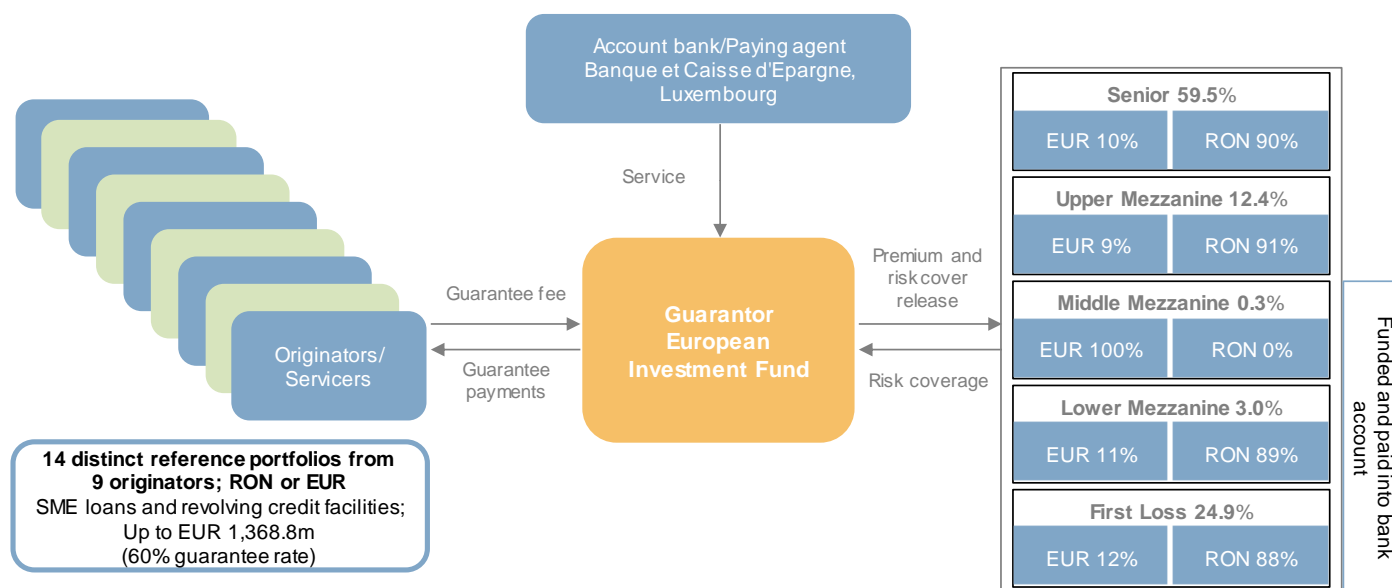 Account bank/Paying agent
Banque et Caisse d'Epargne,
Luxembourg
Service
Originators/
Servicers
Guarantee fee
Guarantee
payments
Guarantor
European
Investment Fund
Premium and
risk cover
release
Risk coverage
14 distinct reference portfolios from
9 originators; RON or EUR
SME loans and revolving credit facilities;
Up to EUR 1,368.8m
(60% guarantee rate)
Senior 59.5%
EUR 10%
RON 90%
Upper Mezzanine 12.4%
EUR 9%
RON 91%
Middle Mezzanine 0.3%
EUR 100%
RON 0%
Lower Mezzanine 3.0%
EUR 11%
RON 89%
First Loss 24.9%
EUR 12%
RON 88%
Funded and paid into bank
account